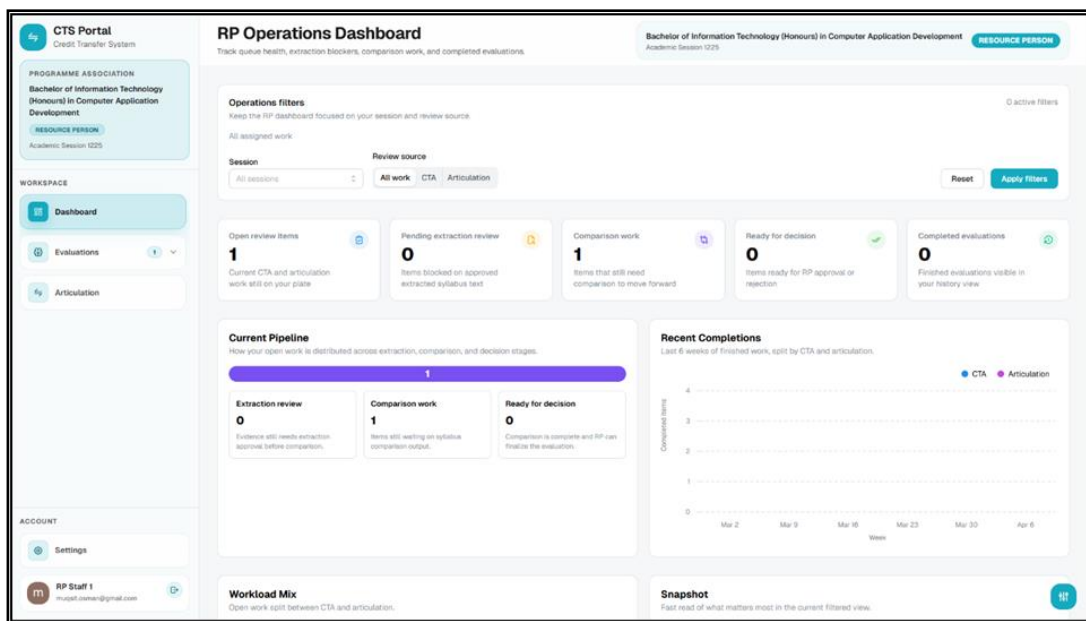 CTS Portal
Credit Transfer System
PROGRAMME ASSOCIATION
Bachelor of Information Technology
(Honours) in Computer Application
Development
RESOURCE PERSON
Academic Session 1225
WORKSPACE
Dashboard
Evaluations
1
Articulation
ACCOUNT
Settings
m
RP Staff 1
muqsit.osman@gmail.com
RP Operations Dashboard
Track queue health, extraction blockers, comparison work, and completed evaluations.
Bachelor of Information Technology (Honours) in Computer Application Development
Academic Session 1225
RESOURCE PERSON
Operations filters
0 active filters
Keep the RP dashboard focused on your session and review source.
All assigned work
Session
All sessions
Review source
All work CTA Articulation
Reset
Apply filters
Open review items
1
Current CTA and articulation
work still on your plate
Pending extraction review
0
Items blocked on approved
extracted syllabus text
Comparison work
1
Items that still need
comparison to move forward
Ready for decision
0
Items ready for RP approval or
rejection
Completed evaluations
0
Finished evaluations visible in
your history view
Current Pipeline
How your open work is distributed across extraction, comparison, and decision stages.
1
Extraction review
0
Evidence still needs extraction
approval before comparison.
Comparison work
1
Items still waiting on syllabus
comparison output.
Ready for decision
0
Comparison is complete and RP can
finalize the evaluation.
Recent Completions
Last 6 weeks of finished work, split by CTA and articulation.
CTA Articulation
Completed items
4
3
2
1
0
Mar 2 Mar 9 Mar 16 Mar 23 Mar 30 Apr 6
Week
Workload Mix
Open work split between CTA and articulation.
Snapshot
Fast read of what matters most in the current filtered view.